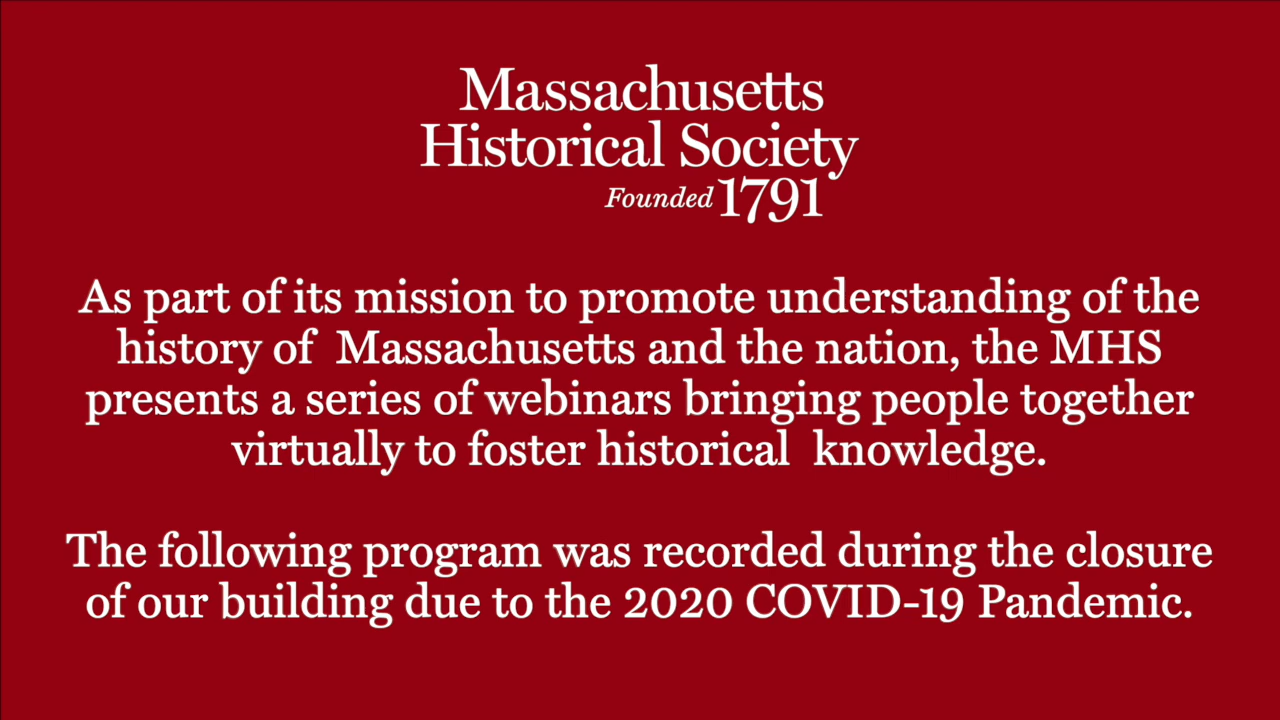 Massachusetts
Historical Society
Founded 1791
As part of its mission to promote understanding of the
history of  Massachusetts and the nation, the MHS
presents a series of webinars bringing people together
virtually to foster historical  knowledge.
The following program was recorded during the closure
of our building due to the 2020 COVID-19 Pandemic.